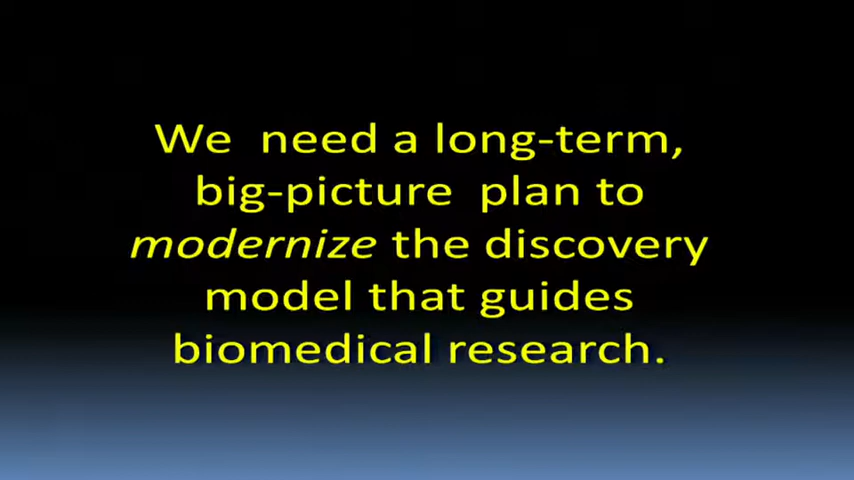 We need a long-term,
big-picture plan to
modernize the discovery
model that guides
biomedical research.